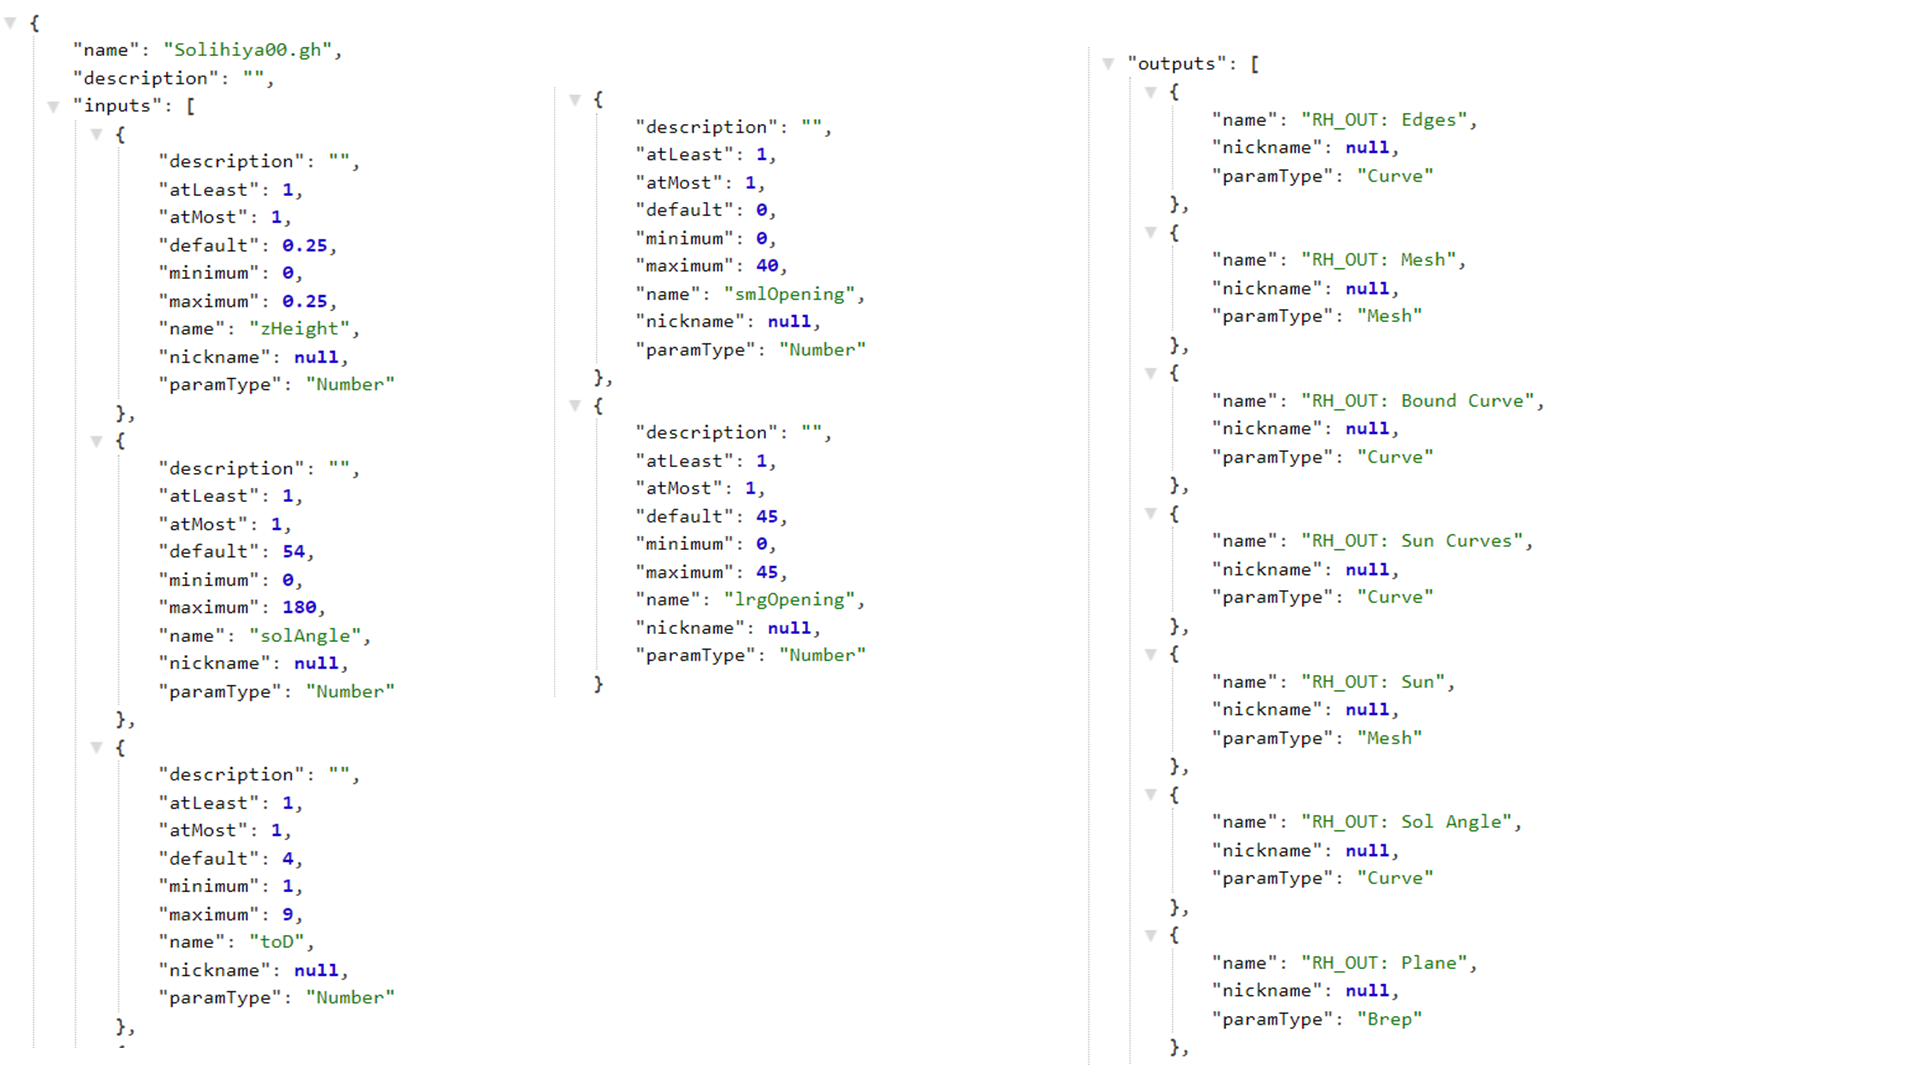 {
"name": "Solihiya00.gh",
"description": "",
"inputs": [
{
"description": "",
"atLeast": 1,
"atMost": 1,
"default": 0.25,
"minimum": 0,
"maximum": 0.25,
"name": "zHeight",
"nickname": null,
"paramType": "Number"
},
{
"description": "",
"atLeast": 1,
"atMost": 1,
"default": 54,
"minimum": 0,
"maximum": 180,
"name": "solAngle",
"nickname": null,
"paramType": "Number"
},
{
"description": "",
"atLeast": 1,
"atMost": 1,
"default": 4,
"minimum": 1,
"maximum": 9,
"name": "toD",
"nickname": null,
"paramType": "Number"
},
{
"description": "",
"atLeast": 1,
"atMost": 1,
"default": 0,
"minimum": 0,
"maximum": 40,
"name": "smlOpening",
"nickname": null,
"paramType": "Number"
},
{
"description": "",
"atLeast": 1,
"atMost": 1,
"default": 45,
"minimum": 0,
"maximum": 45,
"name": "lrgOpening",
"nickname": null,
"paramType": "Number"
}
"outputs": [
{
"name": "RH_OUT: Edges",
"nickname": null,
"paramType": "Curve"
},
{
"name": "RH_OUT: Mesh",
"nickname": null,
"paramType": "Mesh"
},
{
"name": "RH_OUT: Bound Curve",
"nickname": null,
"paramType": "Curve"
},
{
"name": "RH_OUT: Sun Curves",
"nickname": null,
"paramType": "Curve"
},
{
"name": "RH_OUT: Sun",
"nickname": null,
"paramType": "Mesh"
},
{
"name": "RH_OUT: Sol Angle",
"nickname": null,
"paramType": "Curve"
},
{
"name": "RH_OUT: Plane",
"nickname": null,
"paramType": "Brep"
},